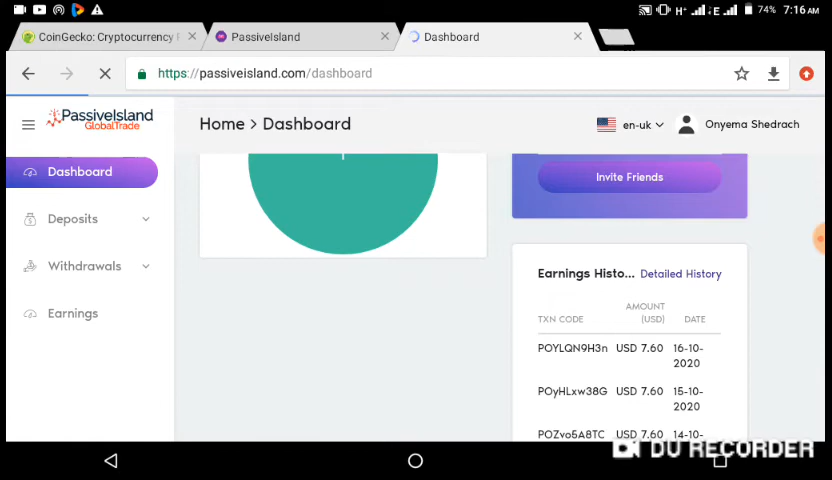 74% 7:16 AM
CoinGecko: Cryptocurrency
PassiveIsland
Dashboard
https://passiveisland.com/dashboard
PassiveIsland
GlobalTrade
Home > Dashboard
en-uk
Onyema Shedrach
Dashboard
Deposits
Withdrawals
Earnings
Invite Friends
Earnings Histo... Detailed History
TXN CODE AMOUNT (USD) DATE
POYLQN9H3n USD 7.60 16-10-2020
POyHLxw38G USD 7.60 15-10-2020
POZvo5A8TC USD 7.60 14-10-
DU RECORDER